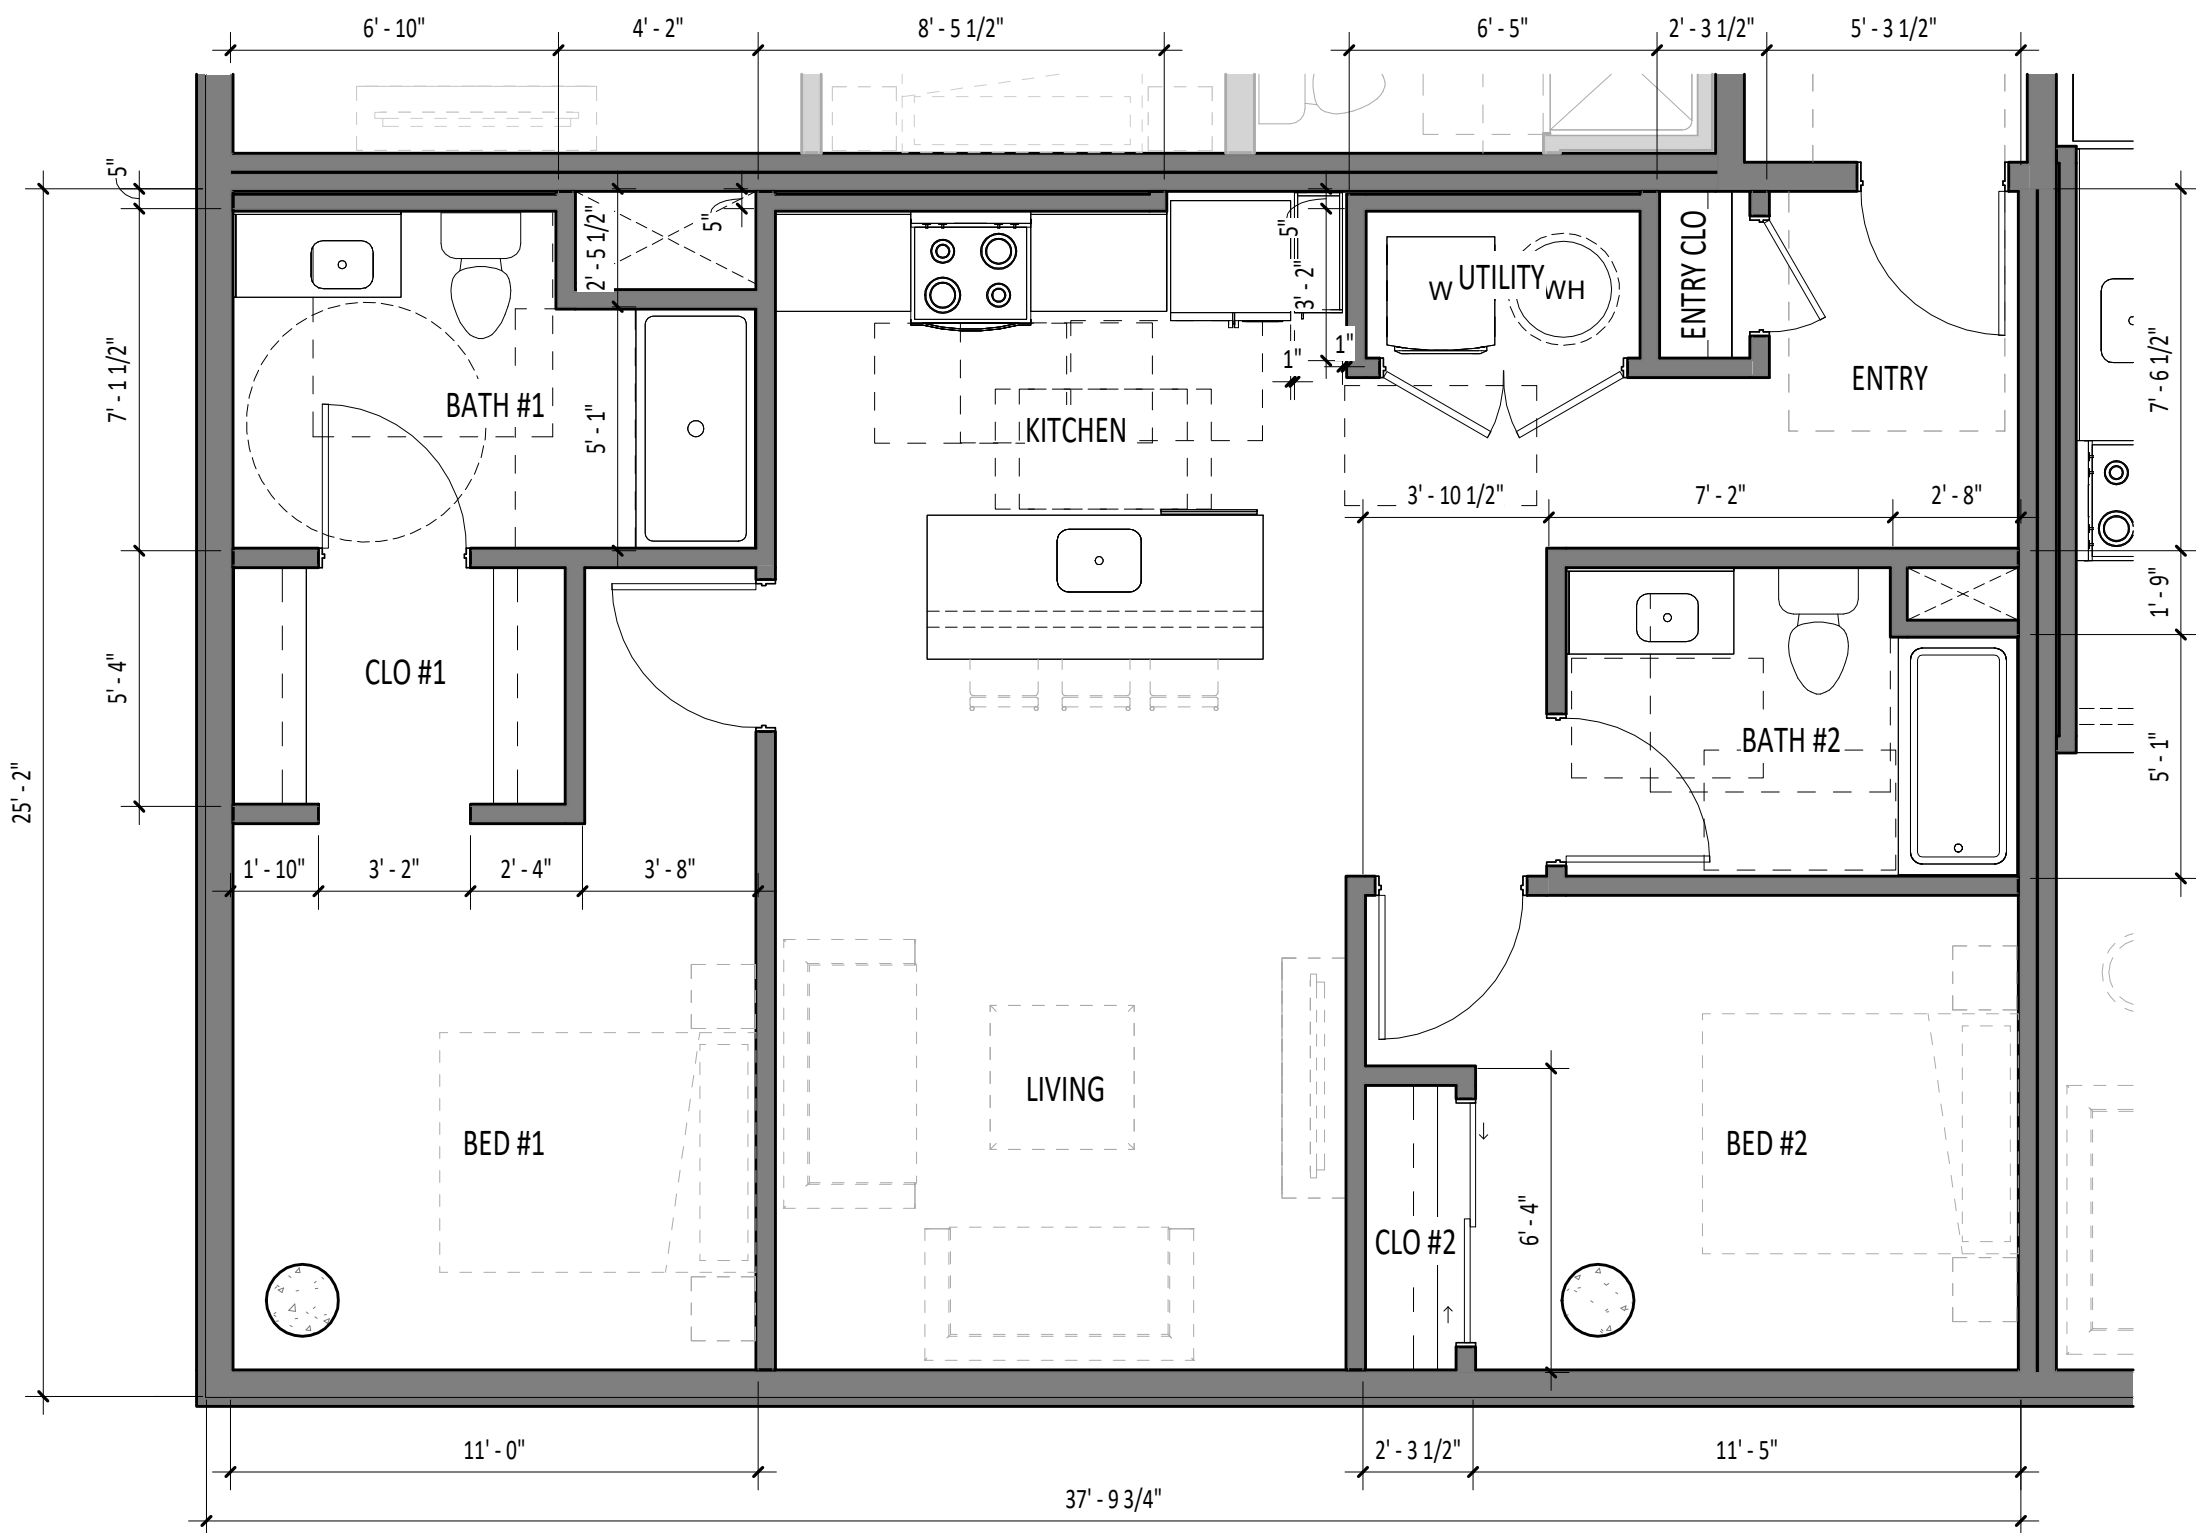 6' - 10"
4' - 2"
8' - 5 1/2"
6' - 5"
2' - 3 1/2"
5' - 3 1/2"
5"
2' - 5 1/2"
5"
5"
3' - 2"
W
UTILITY
WH
ENTRY CLO
1"
1"
ENTRY
7' - 1 1/2"
7' - 6 1/2"
BATH #1
5' - 1"
KITCHEN
3' - 10 1/2"
7' - 2"
2' - 8"
1' - 9"
5' - 4"
CLO #1
BATH #2
5' - 1"
25' - 2"
1' - 10"
3' - 2"
2' - 4"
3' - 8"
LIVING
BED #1
BED #2
CLO #2
6' - 4"
11' - 0"
2' - 3 1/2"
11' - 5"
37' - 9 3/4"